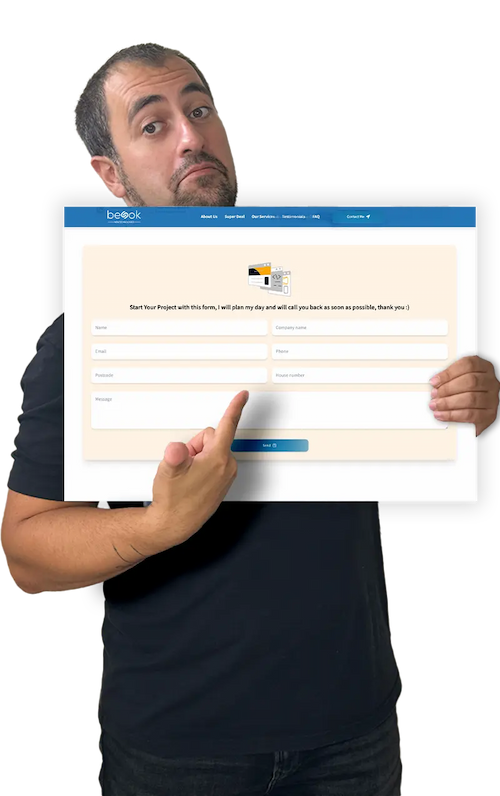 beook
About Us Super Deal Our Services Testimonials FAQ Contact Me
Start Your Project with this form, I will plan my day and will call you back as soon as possible, thank you :)
Name Company name
Email Phone
Postcode House number
Message
Send